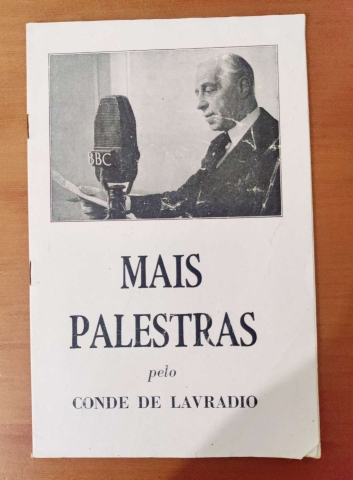 BBC
MAIS
PALESTRAS
pelo
CONDE DE LAVRADIO